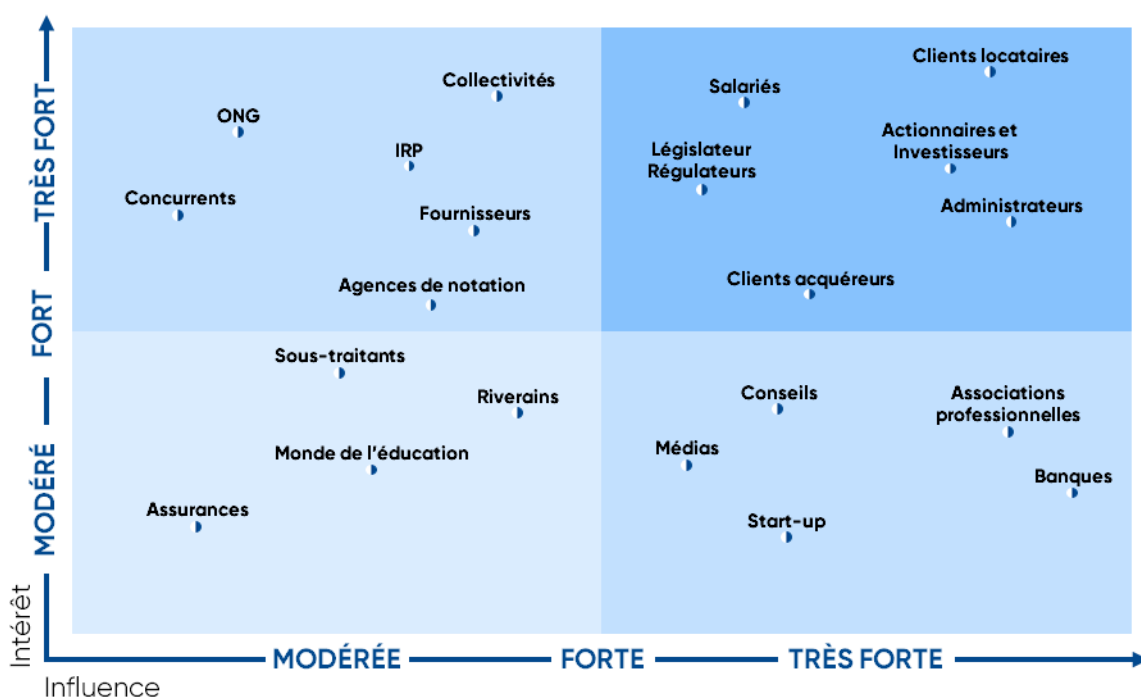 Clients locataires
Collectivités
Salariés
ONG
Actionnaires et
Investisseurs
IRP
Législateur
Régulateurs
Concurrents
Fournisseurs
Administrateurs
Agences de notation
Clients acquéreurs
Sous-traitants
Riverains
Conseils
Associations
professionnelles
Monde de l'éducation
Médias
Banques
Assurances
Start-up
TRÈS FORT
FORT
MODÉRÉ
Intérêt
MODÉRÉE
FORTE
TRÈS FORTE
Influence